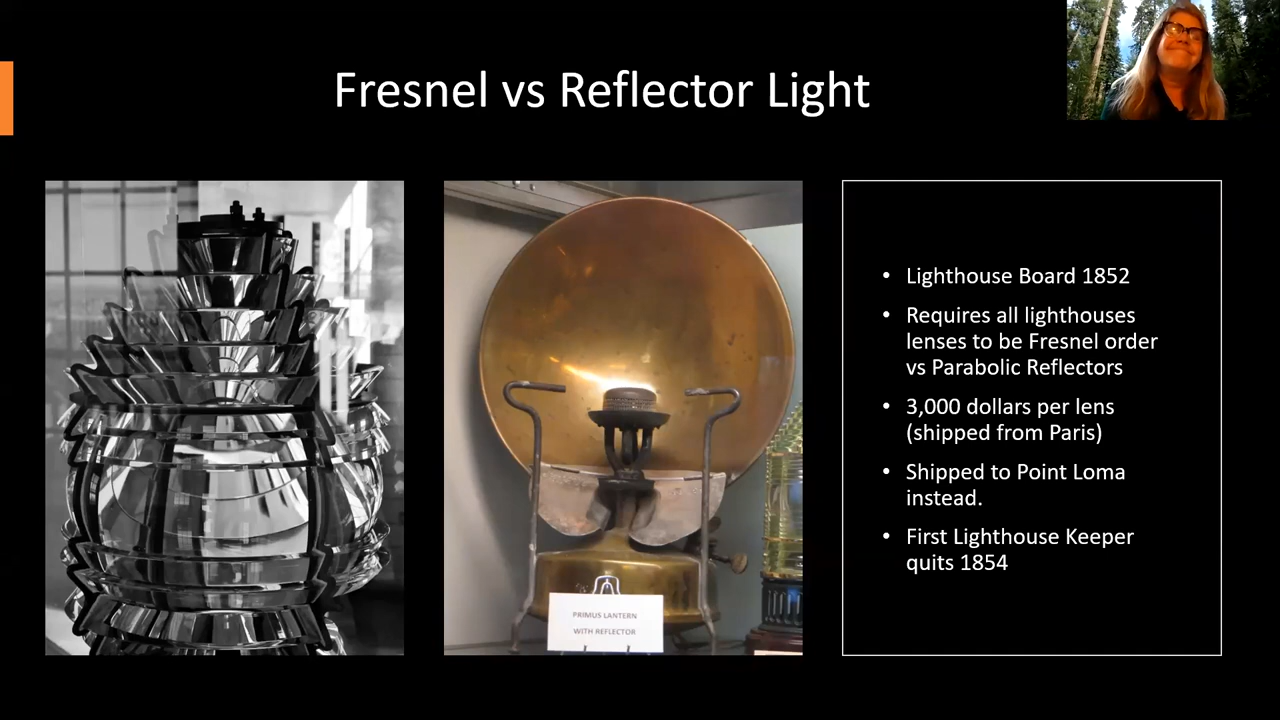 Fresnel vs Reflector Light
PRIMUS LANTERN
WITH REFLECTOR
• Lighthouse Board 1852
• Requires all lighthouses
lenses to be Fresnel order
vs Parabolic Reflectors
• 3,000 dollars per lens
(shipped from Paris)
• Shipped to Point Loma
instead.
• First Lighthouse Keeper
quits 1854